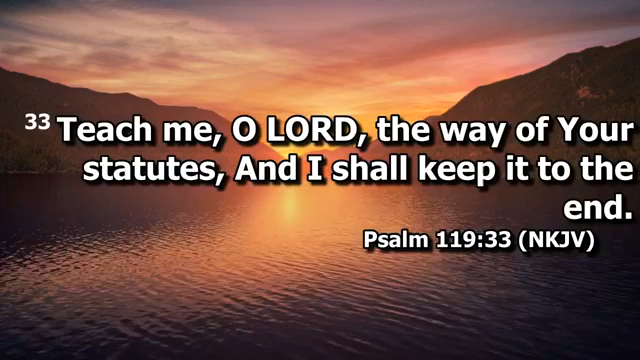 33 Teach me, O LORD, the way of Your
statutes, And I shall keep it to the
end.
Psalm 119:33 (NKJV)